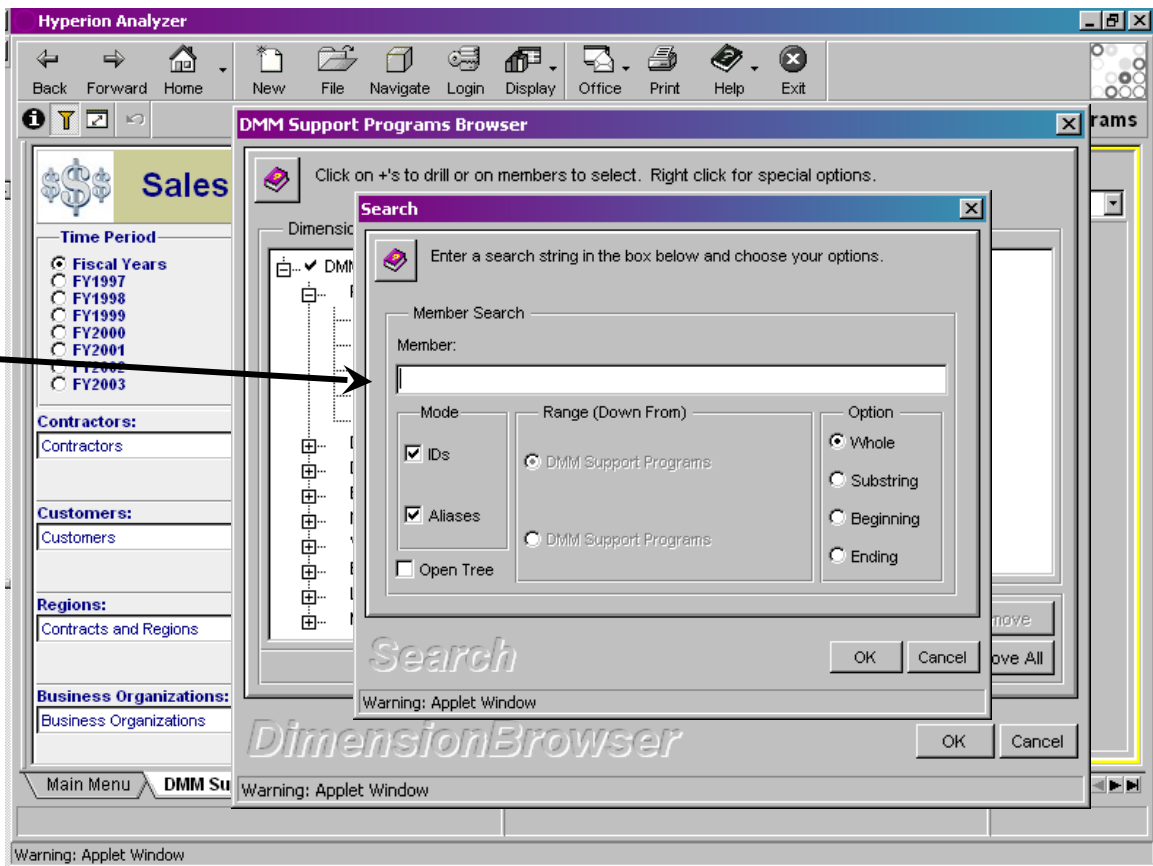 Hyperion Analyzer
Back Forward Home New File Navigate Login Display Office Print Help Exit
rams
DMM Support Programs Browser
Click on +'s to drill or on members to select. Right click for special options.
Sales
Time Period
Fiscal Years
FY1997
FY1998
FY1999
FY2000
FY2001
FY2002
FY2003
Contractors:
Contractors
Customers:
Customers
Regions:
Contracts and Regions
Business Organizations:
Business Organizations
Dimensio
DMM
Search
Enter a search string in the box below and choose your options.
Member Search
Member:
Mode
IDs
Aliases
Open Tree
Range (Down From)
DMM Support Programs
DMM Support Programs
Option
Whole
Substring
Beginning
Ending
Search
OK Cancel
Warning: Applet Window
move
ove All
DimensionBrowser
OK Cancel
Warning: Applet Window
Main Menu DMM Su
Warning: Applet Window